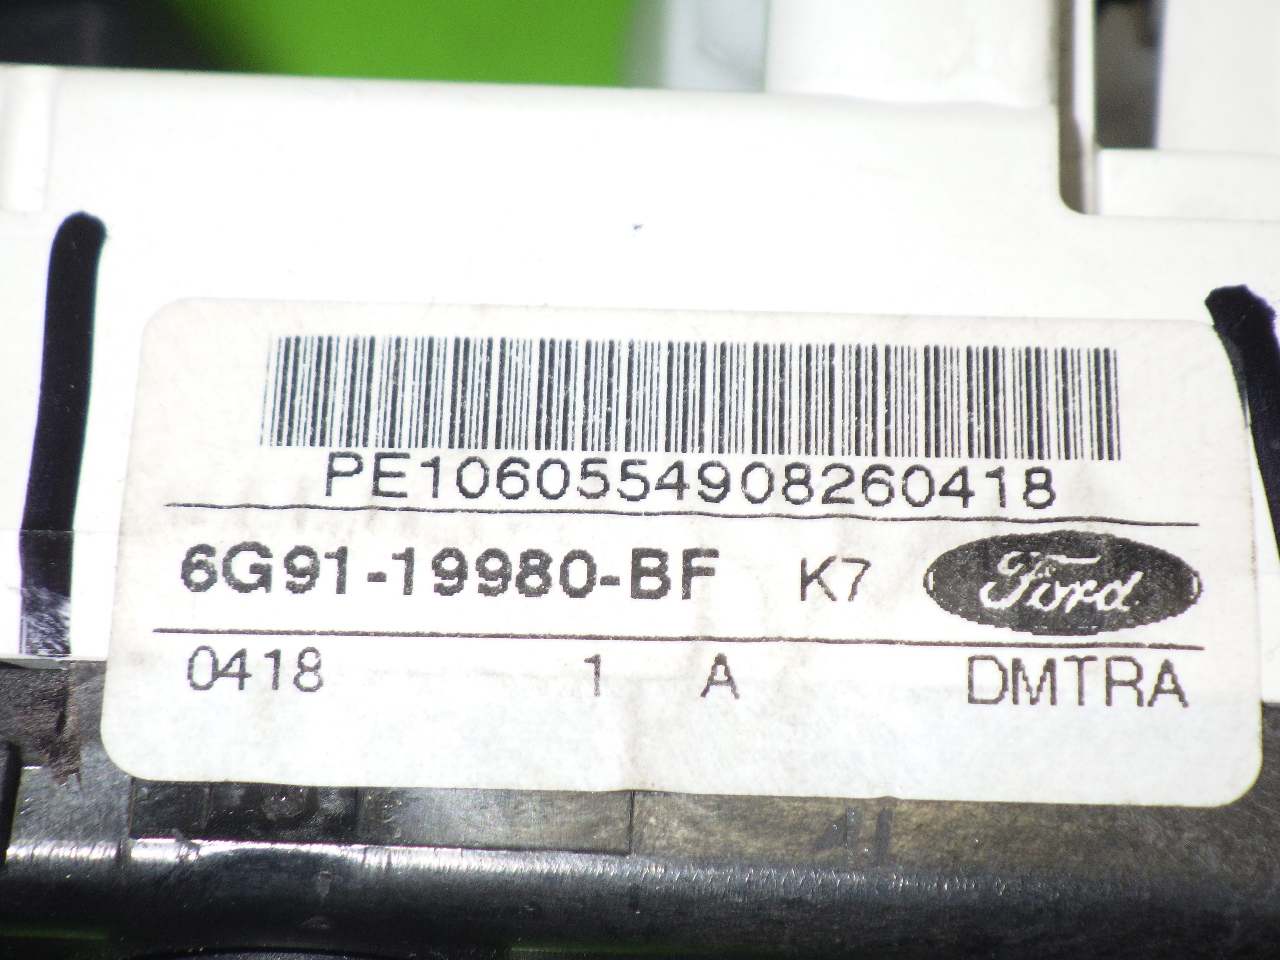 PE1060554908260418
6G91-19980-BF K7 Ford
0418 1 A DMTRA